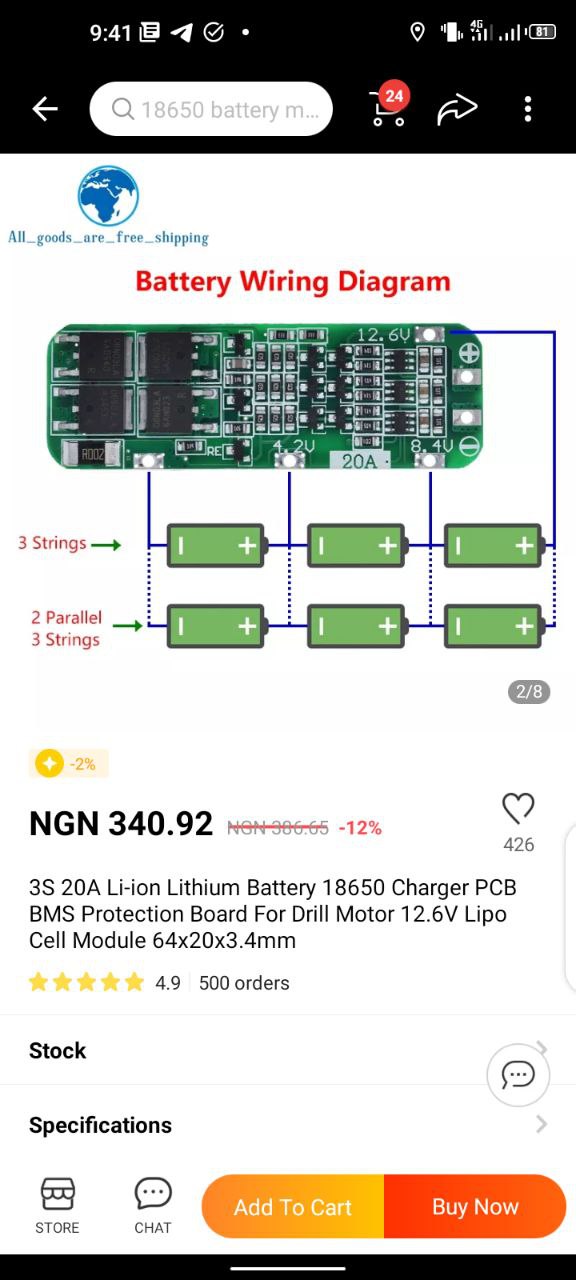 9:41
4G
81
18650 battery m...
24
All_goods_are_free_shipping
Battery Wiring Diagram
12.6V
R002
RE
4.2V
20A
8.4V
3 Strings
2 Parallel
3 Strings
2/8
-2%
NGN 340.92 NGN 386.65 -12%
426
3S 20A Li-ion Lithium Battery 18650 Charger PCB
BMS Protection Board For Drill Motor 12.6V Lipo
Cell Module 64x20x3.4mm
4.9 500 orders
Stock
Specifications
STORE
CHAT
Add To Cart
Buy Now